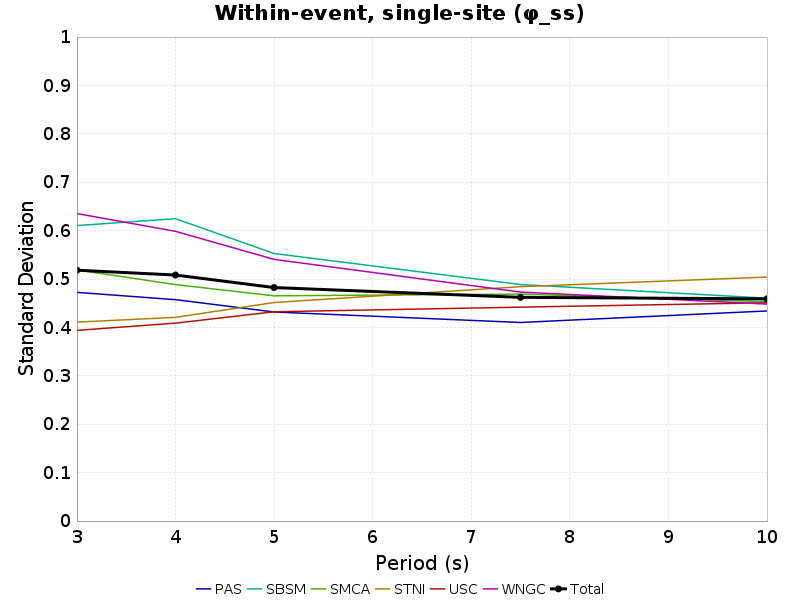 Within-event, single-site (φ_ss)
1
0.9
0.8
0.7
0.6
0.5
0.4
0.3
0.2
0.1
0
Standard Deviation
3 4 5 6 7 8 9 10
Period (s)
PAS SBSM SMCA STNI USC WNGC Total